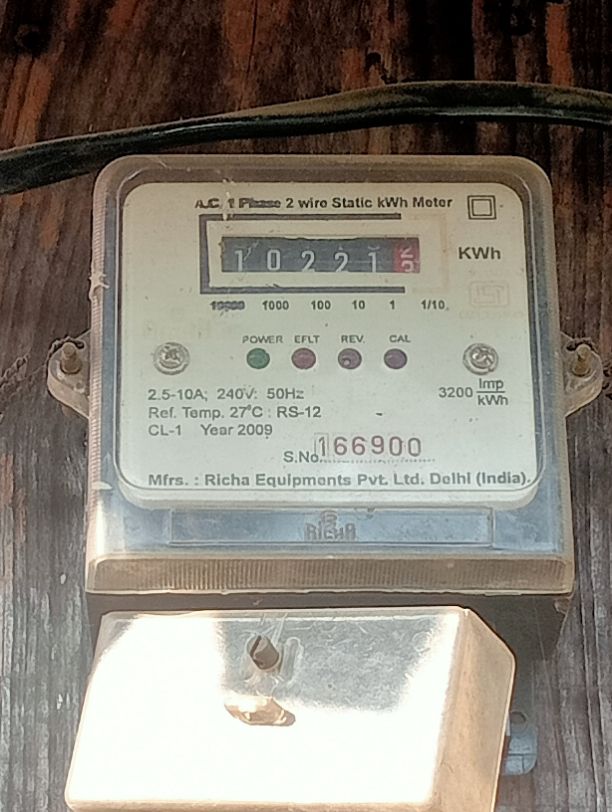 A.C. 1 Phase 2 wire Static kWh Meter
1 0 2 2 1
KWh
10000 1000 100 10 1 1/10
POWER EFLT REV. CAL
2.5-10A; 240V: 50Hz
3200 Imp/kWh
Ref. Temp. 27°C : RS-12
CL-1 Year 2009
S.No. 166900
Mfrs. : Richa Equipments Pvt. Ltd. Delhi (India).
RICHA